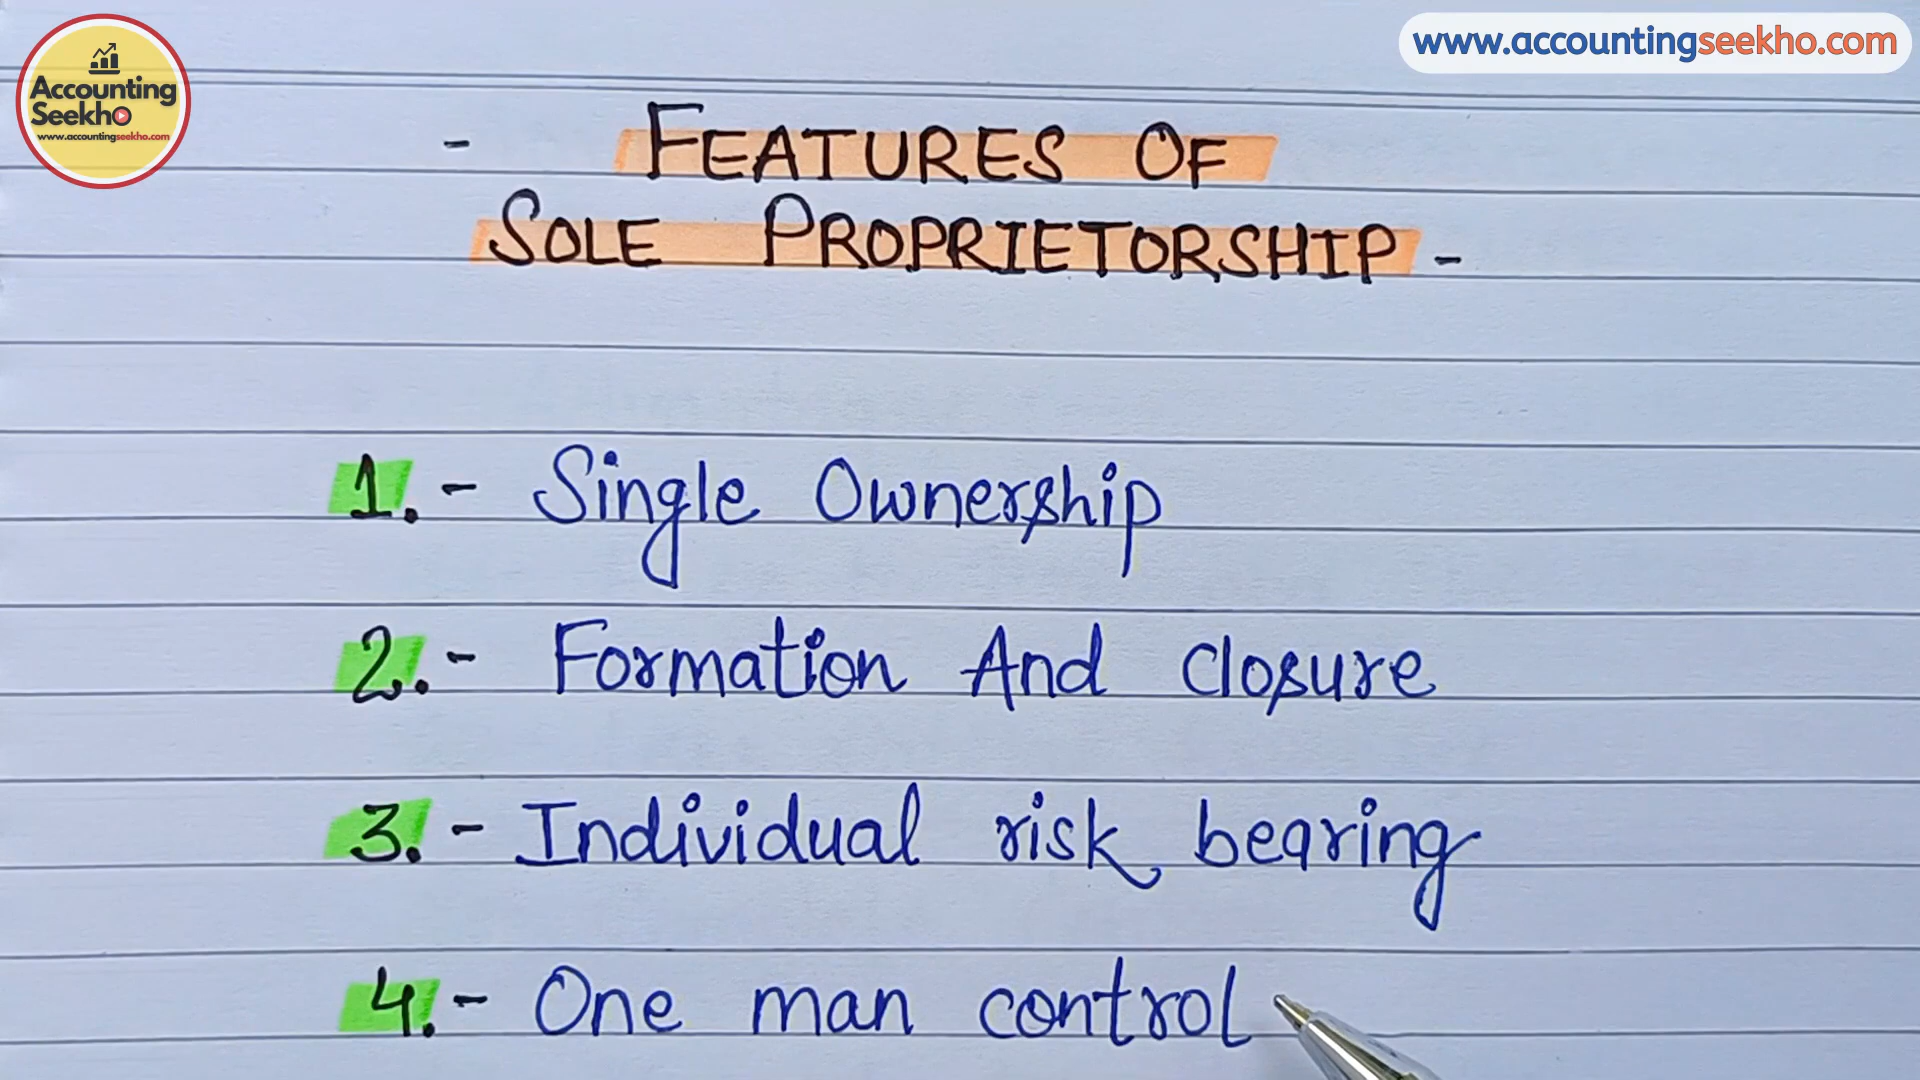 Accounting
Seekho
www.accountingseekho.com
www.accountingseekho.com
- FEATURES OF
SOLE PROPRIETORSHIP -
1. - Single Ownership
2. - Formation And Closure
3. - Individual risk bearing
4. - One man control